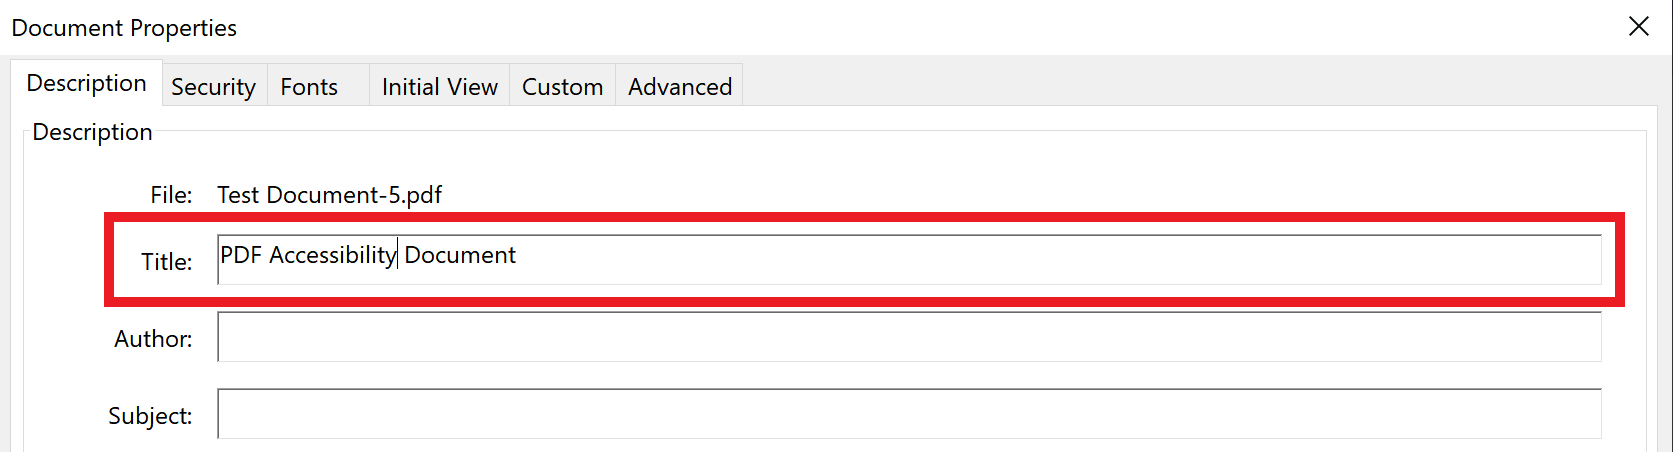 Document Properties
Description Security Fonts Initial View Custom Advanced
Description
File: Test Document-5.pdf
Title: PDF Accessibility Document
Author:
Subject: